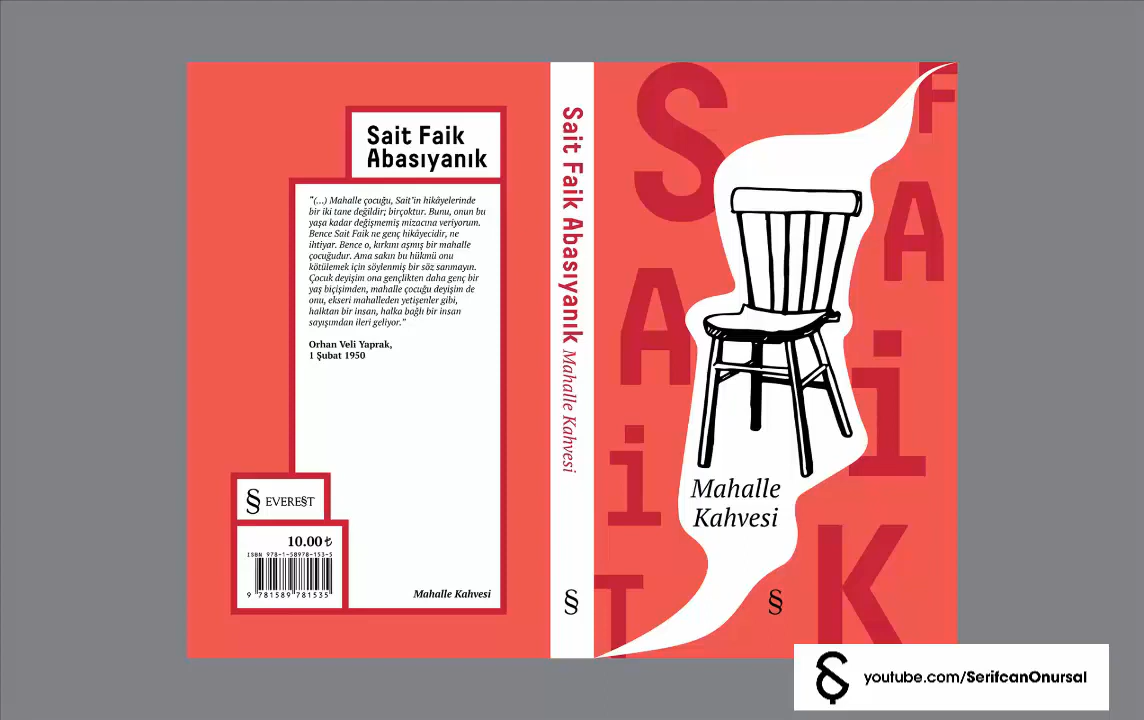 Sait Faik
Abasıyanık
"(...) Mahalle çocuğu, Sait'in hikâyelerinde
bir iki tane değildir; birçoktur. Bunu, onun bu
yaşa kadar değişmemiş mizacına veriyorum.
Bence Sait Faik ne genç hikâyecidir, ne
ihtiyar. Bence o, kırkını aşmış bir mahalle
çocuğudur. Ama sakın bu hükmü onu
kötülemek için söylenmiş bir söz sanmayın.
Çocuk deyişim ona gençlikten daha genç bir
yaş biçişimden, mahalle çocuğu deyişim de
onu, ekseri mahalleden yetişenler gibi,
halktan bir insan, halka bağlı bir insan
sayışımdan ileri geliyor."
Orhan Veli Yaprak,
1 Şubat 1950
§ EVERE§T
10.00 ₺
ISBN 978-1-58978-153-5
9 781589 781535
Mahalle Kahvesi
Sait Faik Abasıyanık Mahalle Kahvesi
§
SAiT
FAiK
Mahalle
Kahvesi
§
youtube.com/SerifcanOnursal